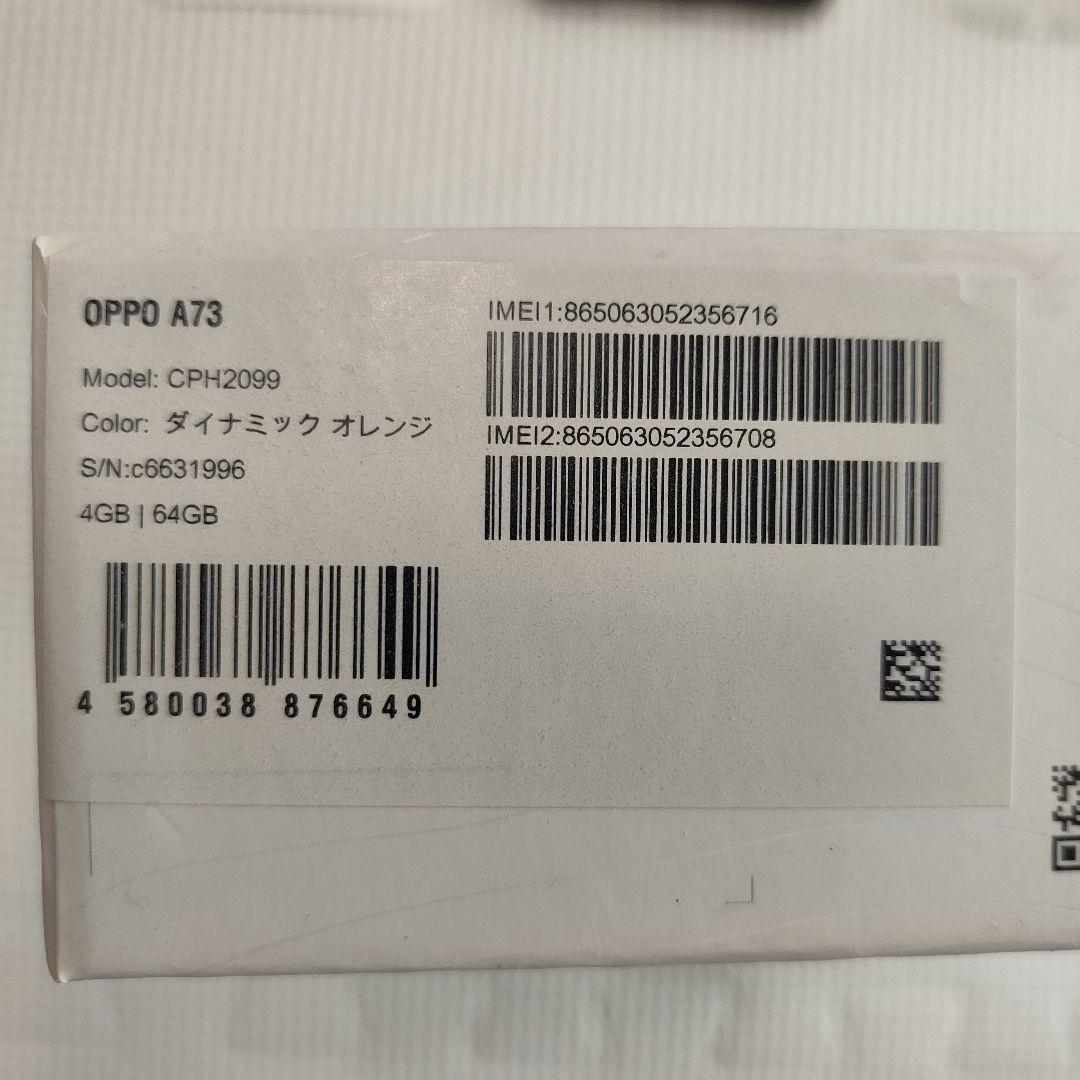 OPPO A73
Model: CPH2099
Color: ダイナミック オレンジ
S/N:c6631996
4GB | 64GB
4 580038 876649
IMEI1:865063052356716
IMEI2:865063052356708